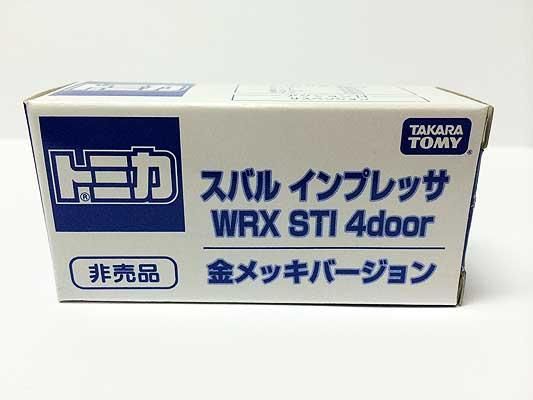 トミカ®
スバル インプレッサ
WRX STI 4door
非売品
金メッキバージョン
TAKARA
TOMY®